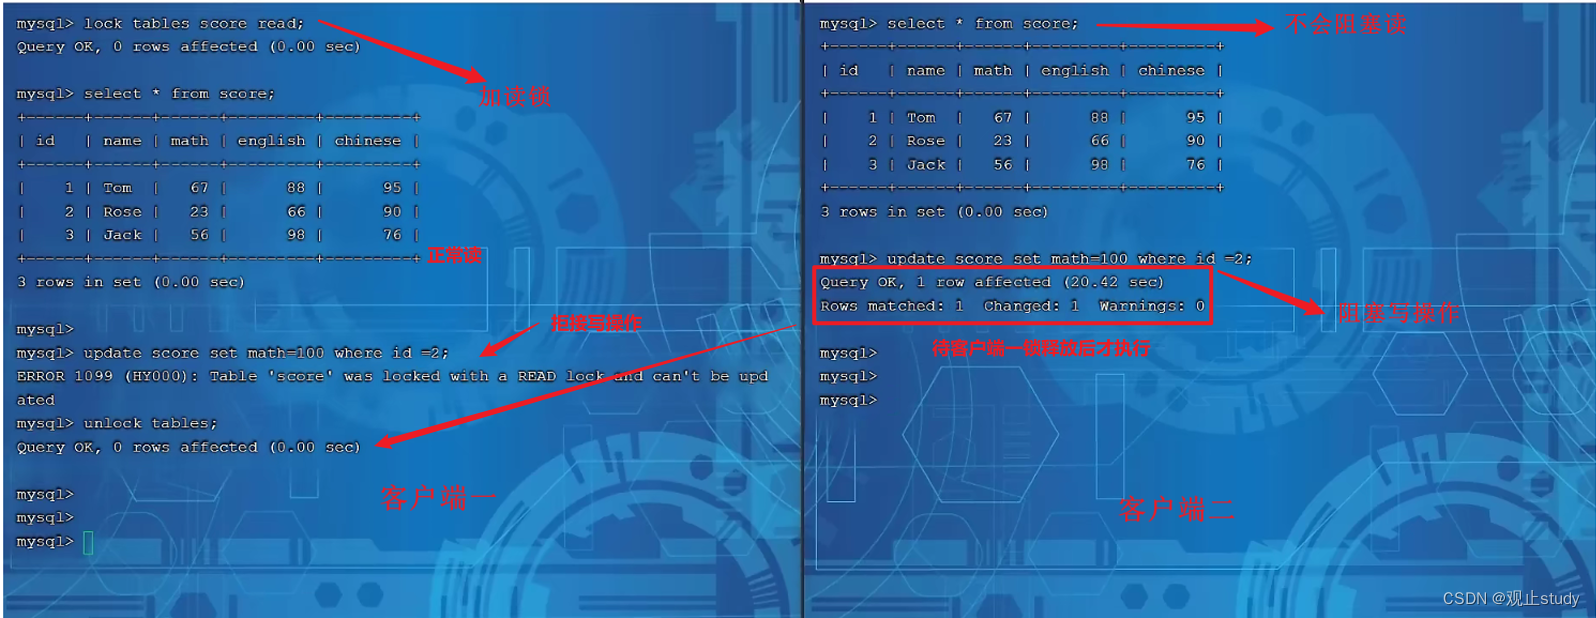 mysql> lock tables score read;
Query OK, 0 rows affected (0.00 sec)
加读锁
mysql> select * from score;
+------+------+------+---------+---------+
| id   | name | math | english | chinese |
+------+------+------+---------+---------+
|    1 | Tom  |   67 |      88 |      95 |
|    2 | Rose |   23 |      66 |      90 |
|    3 | Jack |   56 |      98 |      76 |
+------+------+------+---------+---------+
正常读
3 rows in set (0.00 sec)
mysql>
拒接写操作
mysql> update score set math=100 where id =2;
ERROR 1099 (HY000): Table 'score' was locked with a READ lock and can't be upd
ated
mysql> unlock tables;
Query OK, 0 rows affected (0.00 sec)
mysql>
mysql>
mysql>
客户端一
mysql> select * from score;
不会阻塞读
+------+------+------+---------+---------+
| id   | name | math | english | chinese |
+------+------+------+---------+---------+
|    1 | Tom  |   67 |      88 |      95 |
|    2 | Rose |   23 |      66 |      90 |
|    3 | Jack |   56 |      98 |      76 |
+------+------+------+---------+---------+
3 rows in set (0.00 sec)
mysql> update score set math=100 where id =2;
Query OK, 1 row affected (20.42 sec)
Rows matched: 1  Changed: 1  Warnings: 0
阻塞写操作
待客户端一锁释放后才执行
mysql>
mysql>
mysql>
客户端二
CSDN @观止study